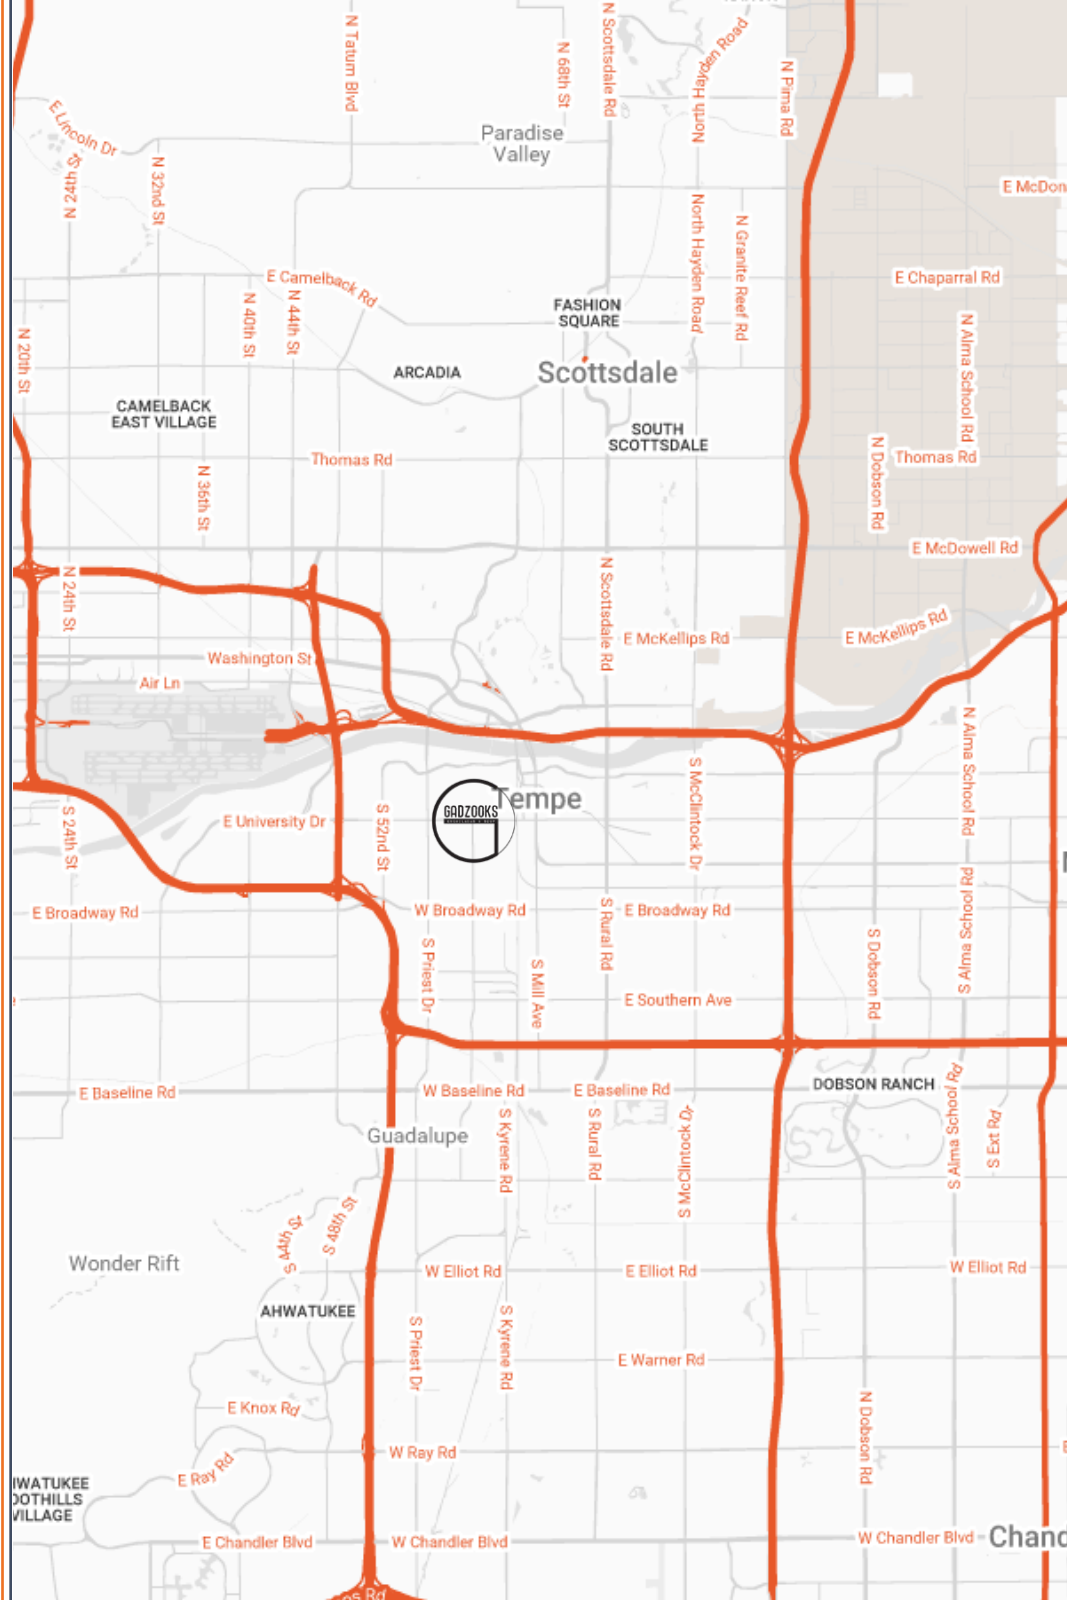 N Tatum Blvd
N 68th St
N Scottsdale Rd
North Hayden Road
N Pima Rd
E Lincoln Dr
N 24th St
N 32nd St
Paradise
Valley
E McDon
North Hayden Road
N Granite Reef Rd
E Camelback Rd
E Chaparral Rd
N 40th St
N 44th St
FASHION
SQUARE
N 20th St
N Alma School Rd
ARCADIA
Scottsdale
CAMELBACK
EAST VILLAGE
SOUTH
SCOTTSDALE
Thomas Rd
N 36th St
N Dobson Rd
Thomas Rd
E McDowell Rd
N 24th St
N Scottsdale Rd
E McKellips Rd
E McKellips Rd
Washington St
Air Ln
N Alma School Rd
S McClintock Dr
Tempe
GADZOOKS
S 24th St
E University Dr
S 52nd St
E Broadway Rd
W Broadway Rd
S Rural Rd
E Broadway Rd
S Alma School Rd
S Priest Dr
S Mill Ave
S Dobson Rd
E Southern Ave
E Baseline Rd
W Baseline Rd
E Baseline Rd
DOBSON RANCH
S Alma School Rd
S Ext Rd
Guadalupe
S Kyrene Rd
S Rural Rd
S McClintock Dr
S 44th St
S 48th St
Wonder Rift
W Elliot Rd
E Elliot Rd
W Elliot Rd
AHWATUKEE
S Priest Dr
S Kyrene Rd
E Warner Rd
E Knox Rd
N Dobson Rd
W Ray Rd
E Ray Rd
HWATUKEE
OOTHILLS
VILLAGE
E Chandler Blvd
W Chandler Blvd
W Chandler Blvd
Chand
os Rd